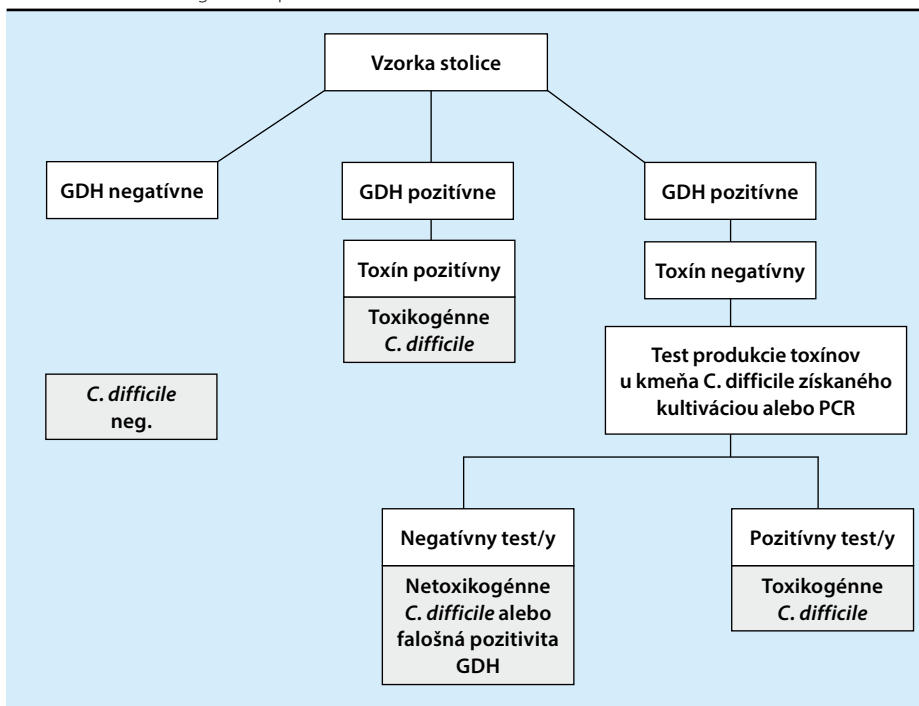 Vzorka stolice
GDH negatívne
GDH pozitívne
GDH pozitívne
Toxín pozitívny
Toxikogénne
C. difficile
Toxín negatívny
Test produkcie toxínov
u kmeňa C. difficile získaného
kultiváciou alebo PCR
C. difficile
neg.
Negatívny test/y
Netoxikogénne
C. difficile alebo
falošná pozitivita
GDH
Pozitívny test/y
Toxikogénne
C. difficile